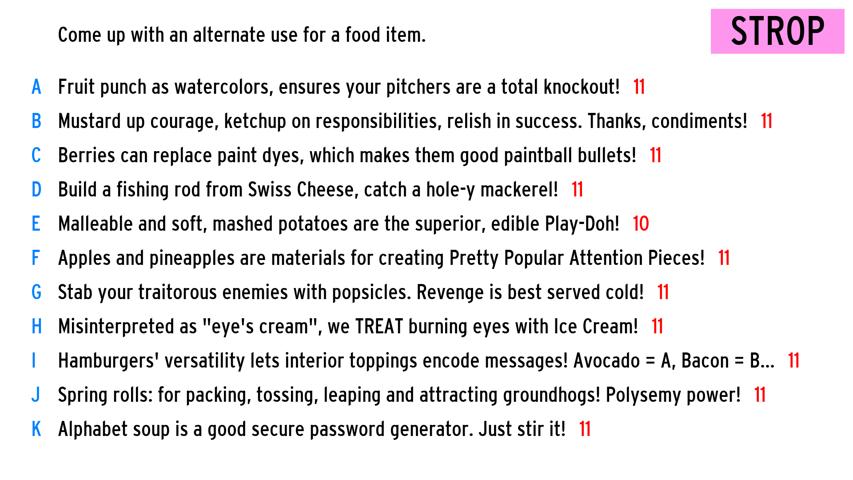 Come up with an alternate use for a food item.
STROP
A Fruit punch as watercolors, ensures your pitchers are a total knockout! 11
B Mustard up courage, ketchup on responsibilities, relish in success. Thanks, condiments! 11
C Berries can replace paint dyes, which makes them good paintball bullets! 11
D Build a fishing rod from Swiss Cheese, catch a hole-y mackerel! 11
E Malleable and soft, mashed potatoes are the superior, edible Play-Doh! 10
F Apples and pineapples are materials for creating Pretty Popular Attention Pieces! 11
G Stab your traitorous enemies with popsicles. Revenge is best served cold! 11
H Misinterpreted as "eye's cream", we TREAT burning eyes with Ice Cream! 11
I Hamburgers' versatility lets interior toppings encode messages! Avocado = A, Bacon = B... 11
J Spring rolls: for packing, tossing, leaping and attracting groundhogs! Polysemy power! 11
K Alphabet soup is a good secure password generator. Just stir it! 11